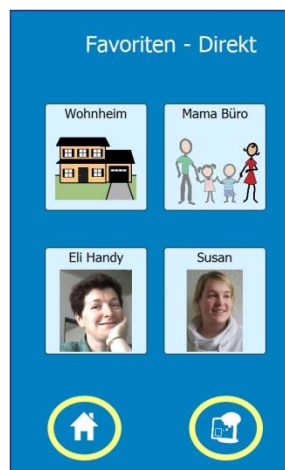 Favoriten - Direkt
Wohnheim
Mama Büro
Eli Handy
Susan